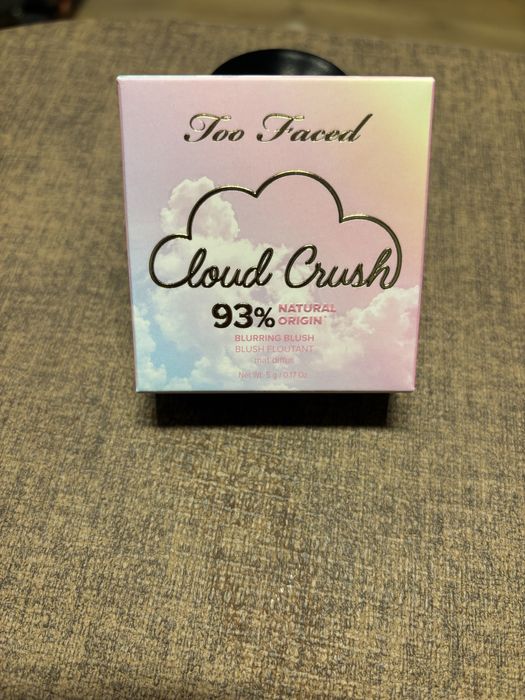 Too Faced
Cloud Crush
93% NATURAL
ORIGIN*
BLURRING BLUSH
BLUSH FLOUTANT
Net Wt. 5 g / 0.17 Oz.